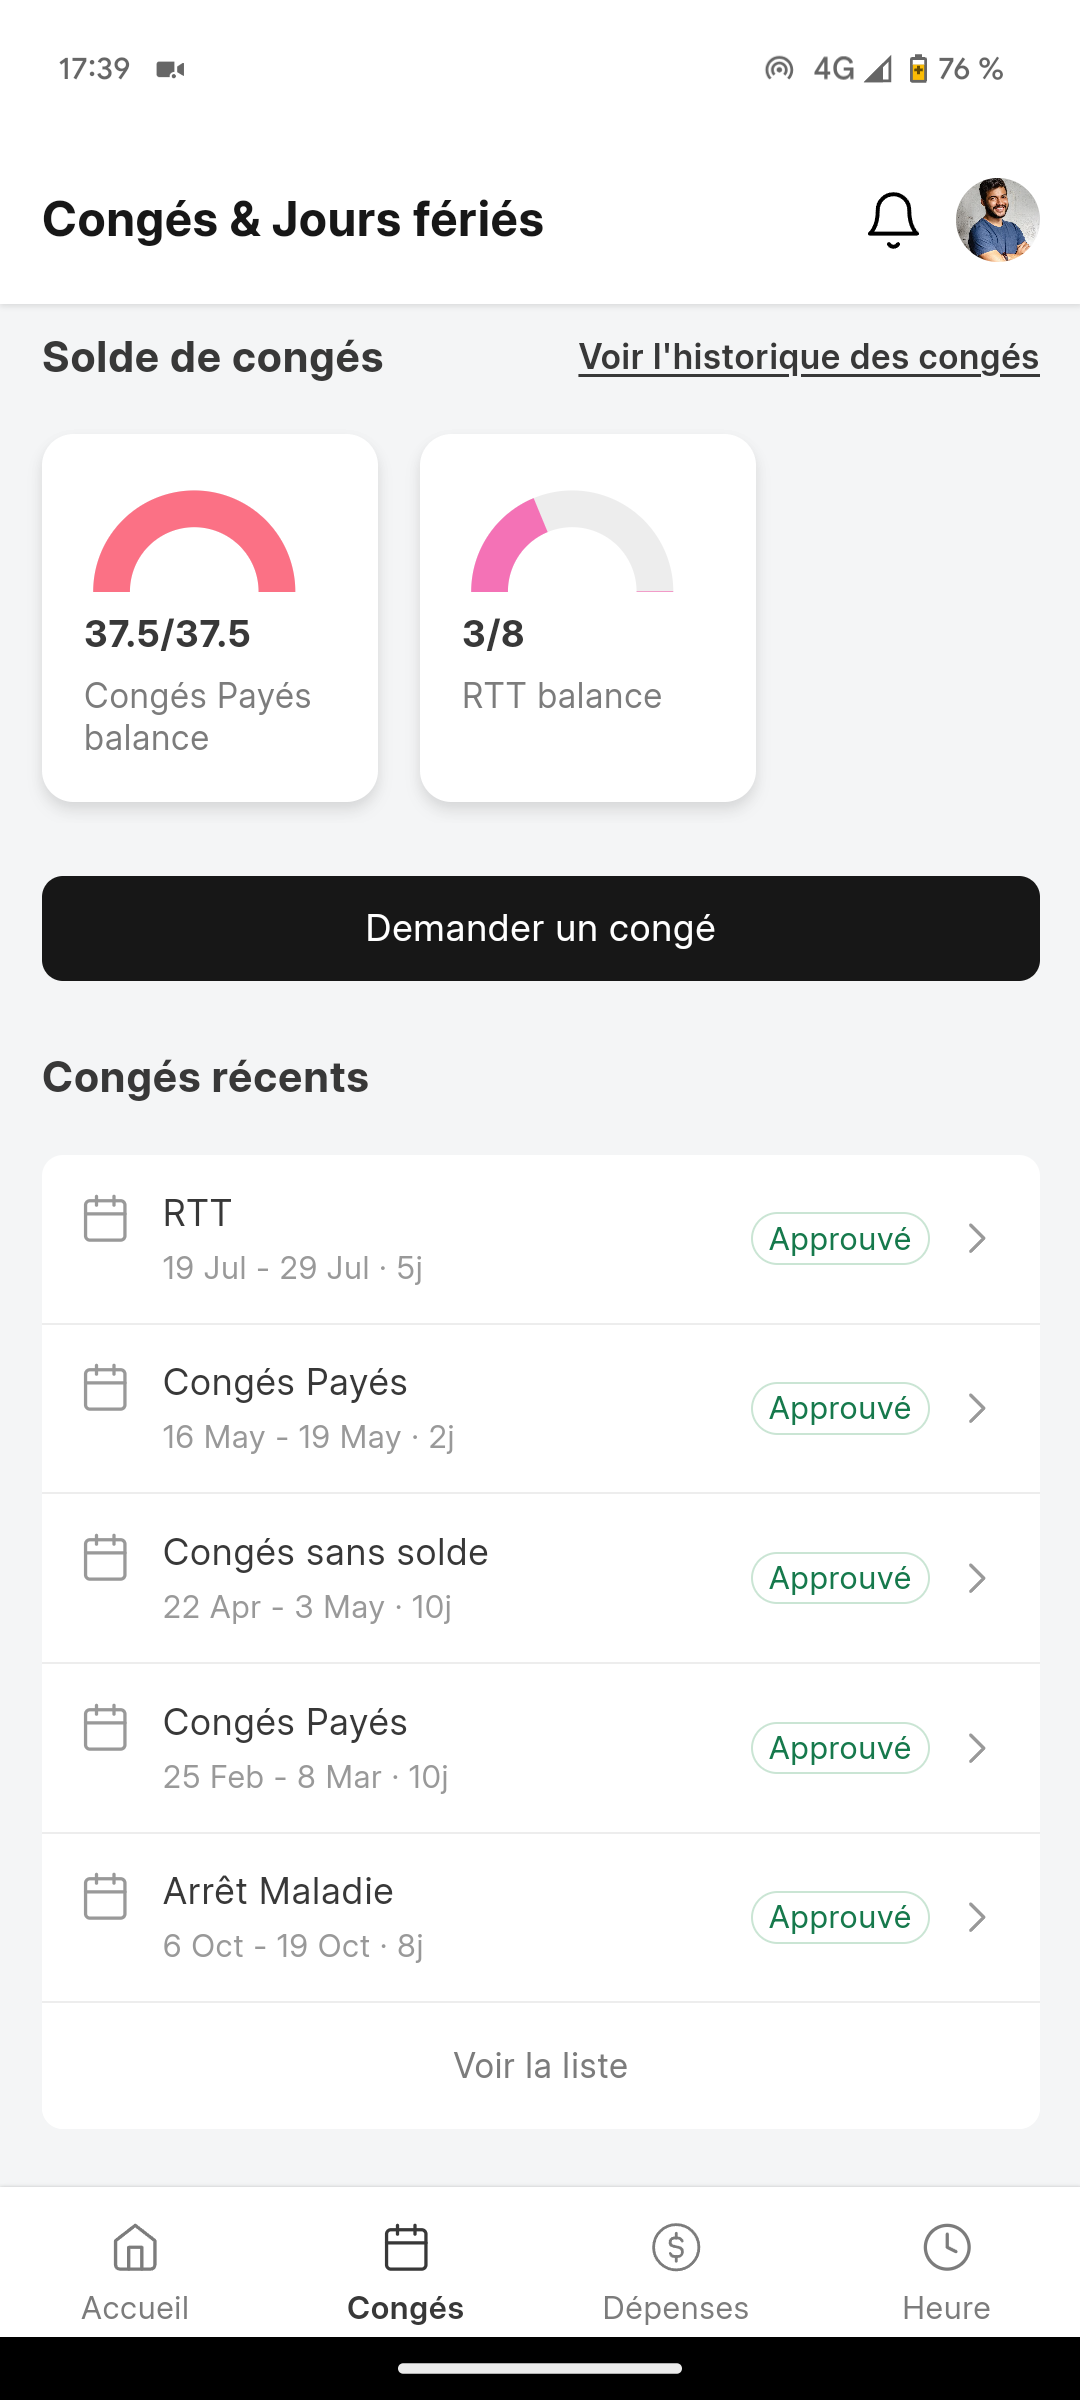 17:39
4G 76 %
Congés & Jours fériés
Solde de congés
Voir l'historique des congés
37.5/37.5
Congés Payés
balance
3/8
RTT balance
Demander un congé
Congés récents
RTT
19 Jul - 29 Jul · 5j
Approuvé
Congés Payés
16 May - 19 May · 2j
Approuvé
Congés sans solde
22 Apr - 3 May · 10j
Approuvé
Congés Payés
25 Feb - 8 Mar · 10j
Approuvé
Arrêt Maladie
6 Oct - 19 Oct · 8j
Approuvé
Voir la liste
Accueil
Congés
Dépenses
Heure